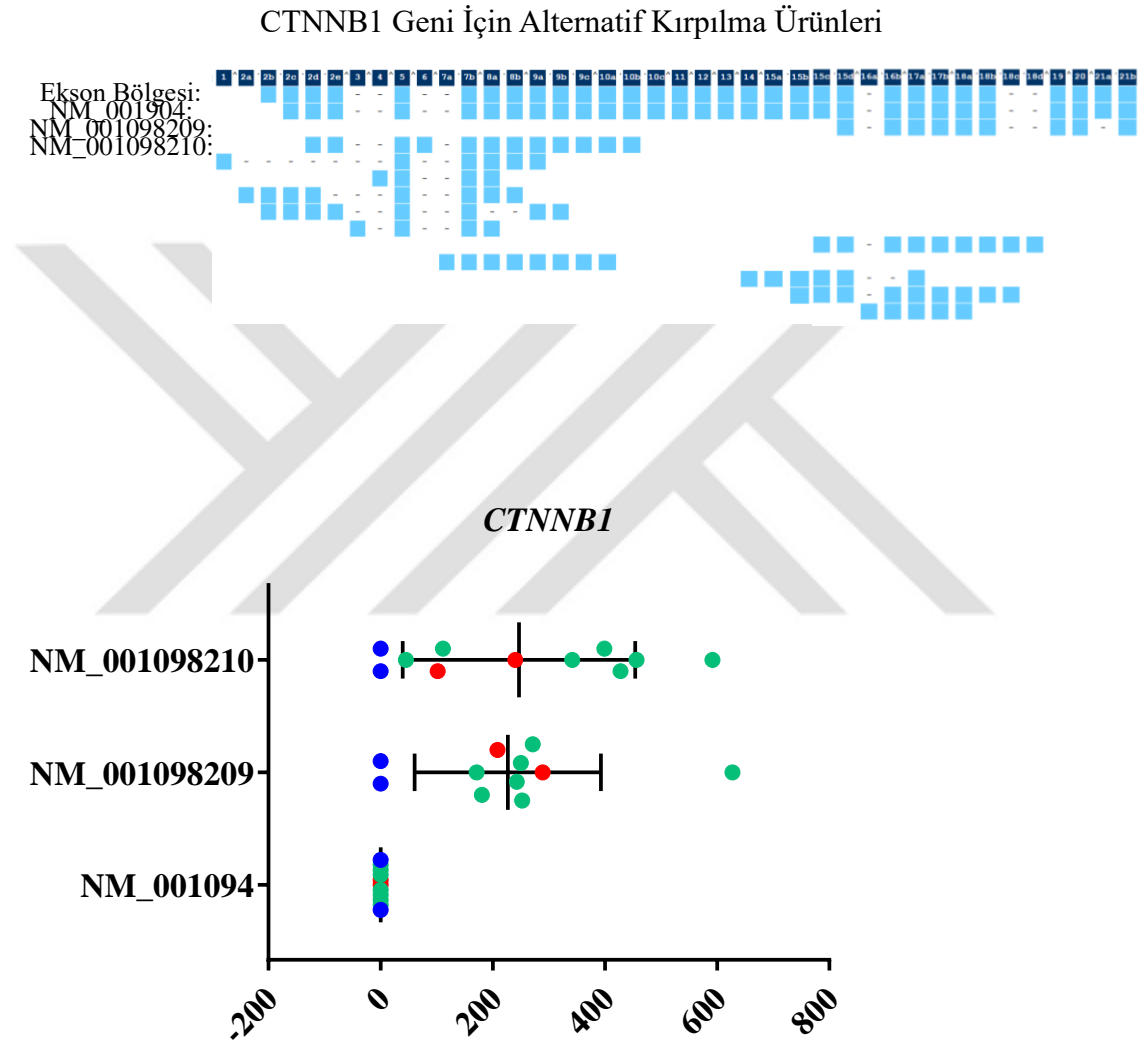 CTNNB1 Geni İçin Alternatif Kırpılma Ürünleri
1 ^ 2a · 2b · 2c · 2d · 2e ^ 3 ^ 4 ^ 5 ^ 6 ^ 7a · 7b ^ 8a · 8b ^ 9a · 9b · 9c ^ 10a · 10b · 10c ^ 11 ^ 12 ^ 13 ^ 14 ^ 15a · 15b · 15c · 15d ^ 16a · 16b ^ 17a · 17b ^ 18a · 18b · 18c · 18d ^ 19 ^ 20 ^ 21a · 21b
Ekson Bölgesi:
NM_001904:
NM_001098209:
NM_001098210:
CTNNB1
NM_001098210
NM_001098209
NM_001094
-200 0 200 400 600 800